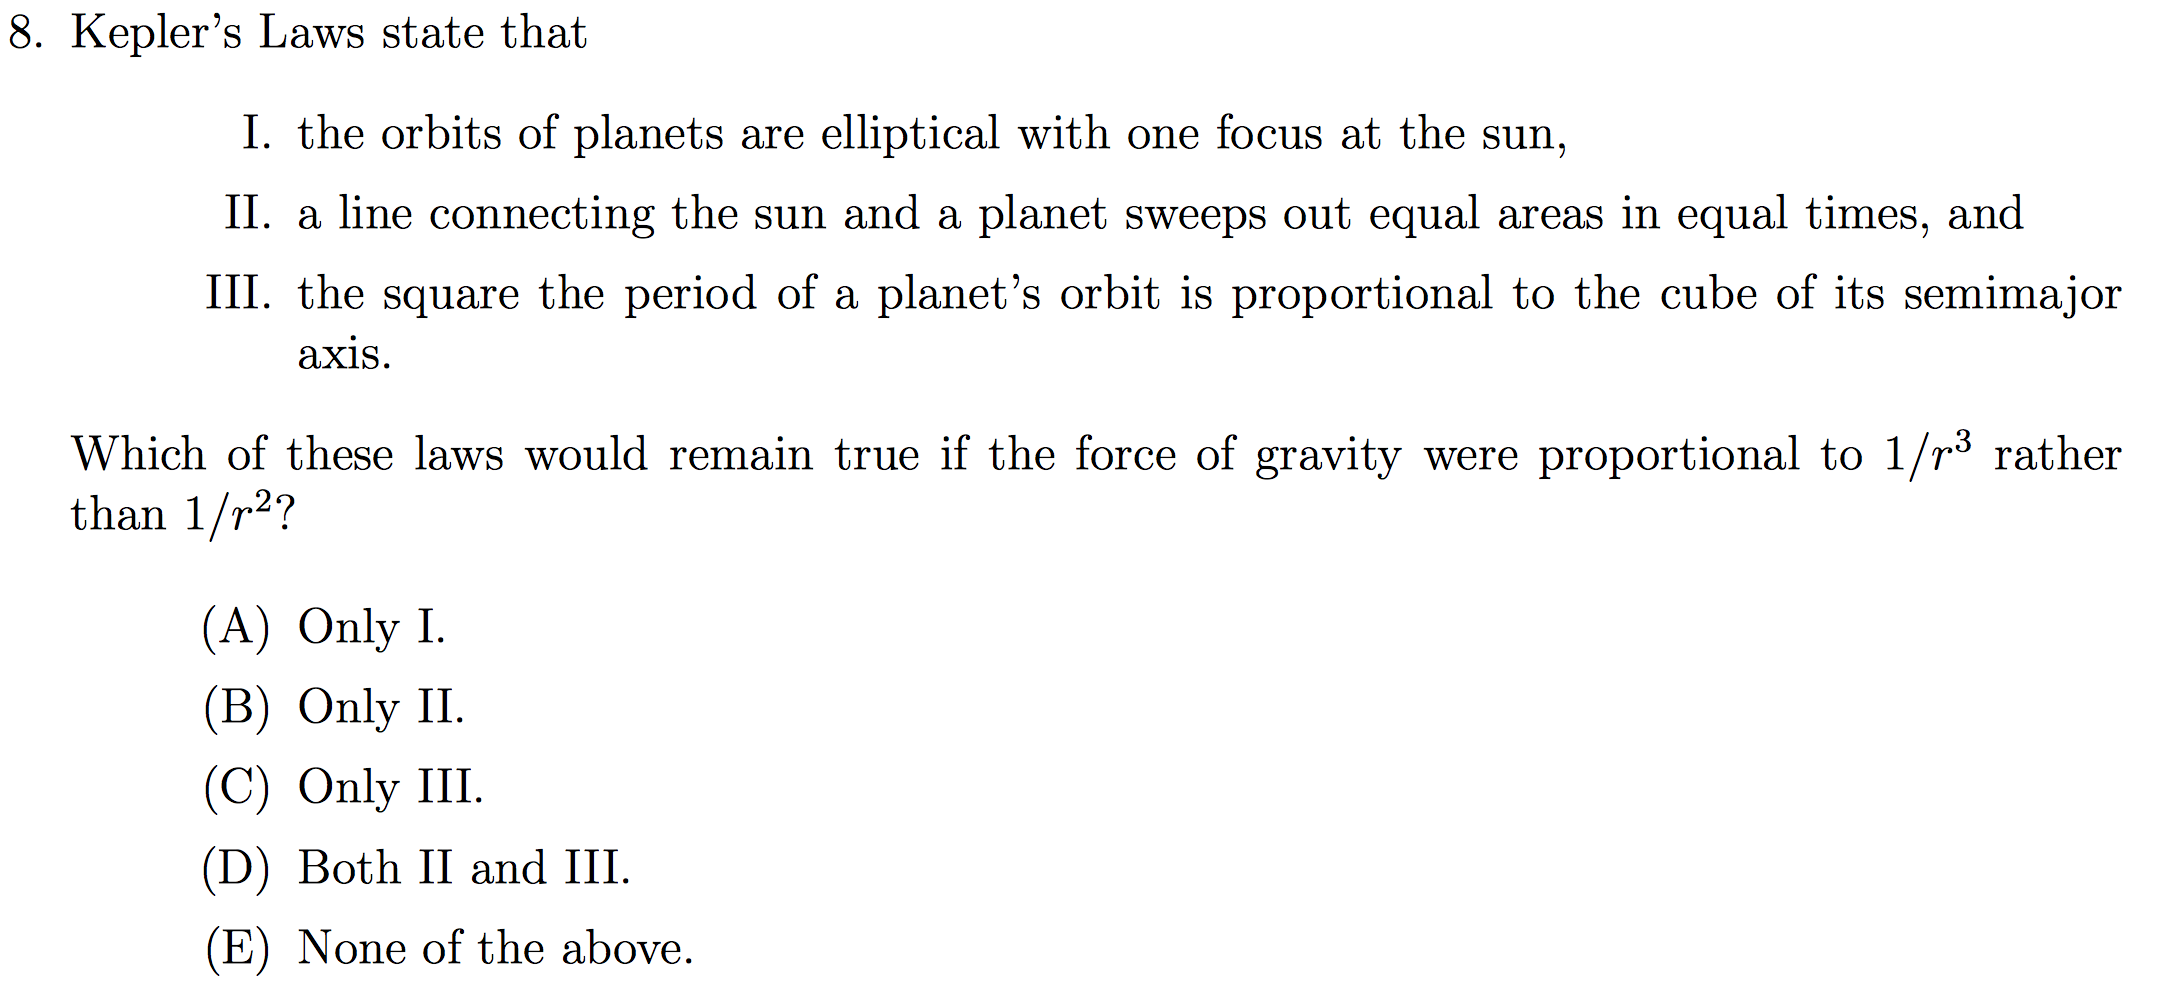 8. Kepler’s Laws state that
I. the orbits of planets are elliptical with one focus at the sun,
II. a line connecting the sun and a planet sweeps out equal areas in equal times, and
III. the square the period of a planet’s orbit is proportional to the cube of its semimajor
axis.
Which of these laws would remain true if the force of gravity were proportional to 1/r³ rather
than 1/r²?
(A) Only I.
(B) Only II.
(C) Only III.
(D) Both II and III.
(E) None of the above.